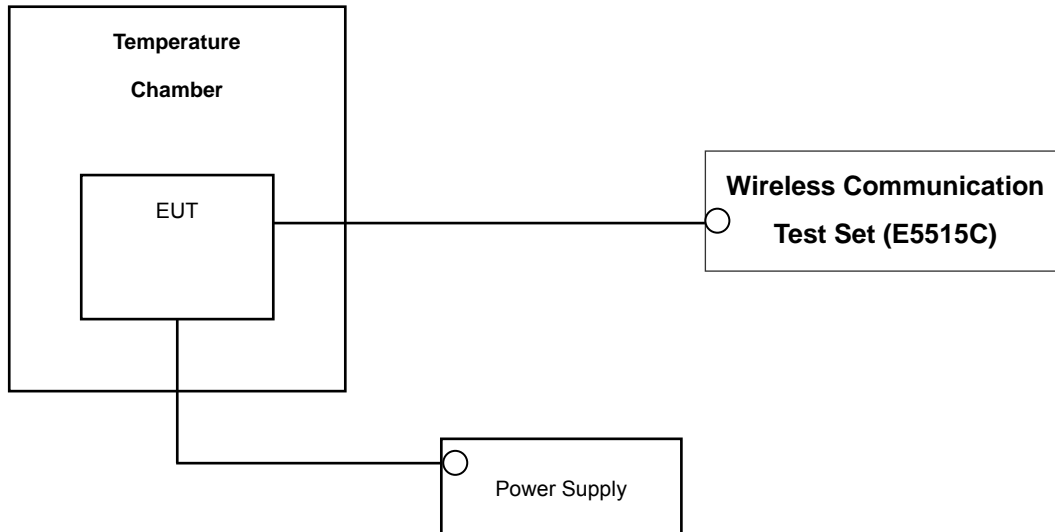 Temperature
Chamber
EUT
Wireless Communication
Test Set (E5515C)
Power Supply